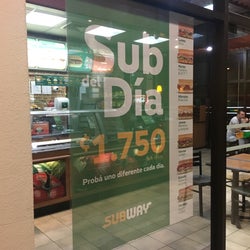 Sub
del
Día
$1.750
Probá uno diferente cada día.
SUBWAY